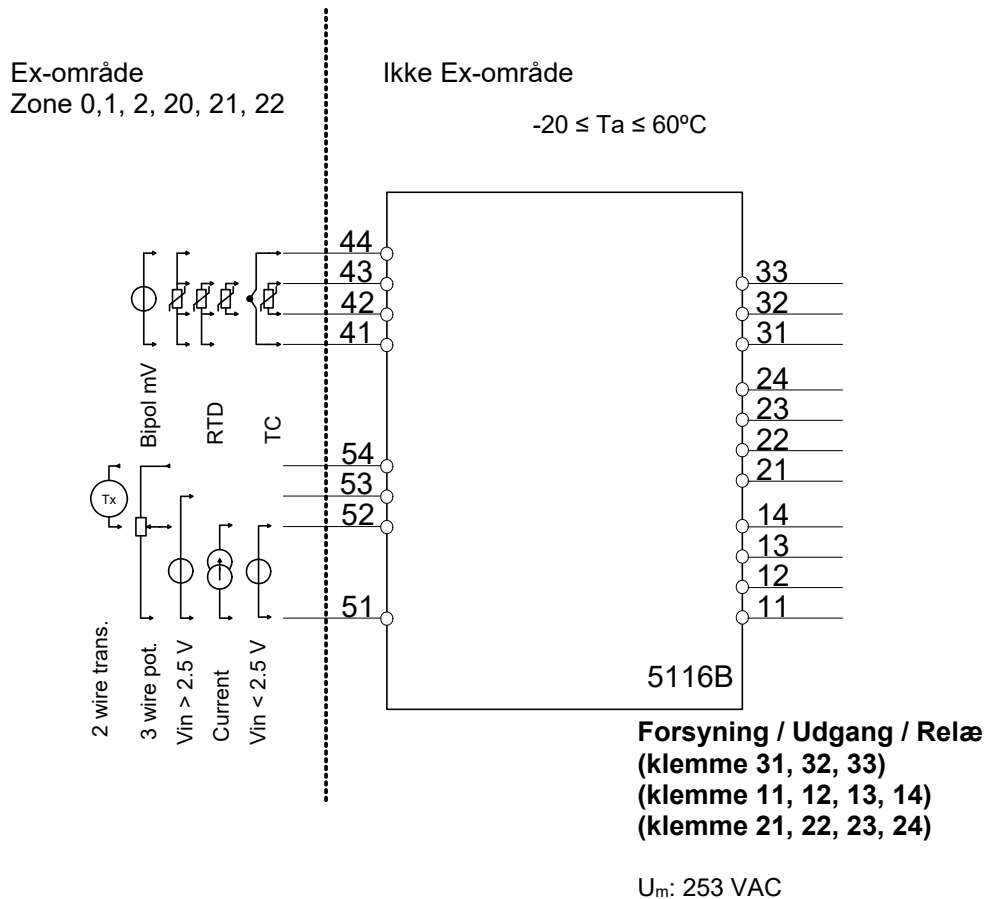 Ex-område
Zone 0,1, 2, 20, 21, 22
Ikke Ex-område
-20 ≤ Ta ≤ 60ºC
44
43
42
41
54
53
52
51
33
32
31
24
23
22
21
14
13
12
11
Bipol mV
RTD
TC
Tx
2 wire trans.
3 wire pot.
Vin > 2.5 V
Current
Vin < 2.5 V
5116B
Forsyning / Udgang / Relæ
(klemme 31, 32, 33)
(klemme 11, 12, 13, 14)
(klemme 21, 22, 23, 24)
Um: 253 VAC